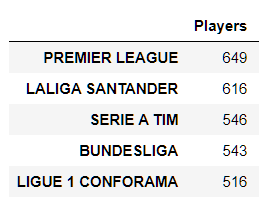 Players
PREMIER LEAGUE 649
LALIGA SANTANDER 616
SERIE A TIM 546
BUNDESLIGA 543
LIGUE 1 CONFORAMA 516